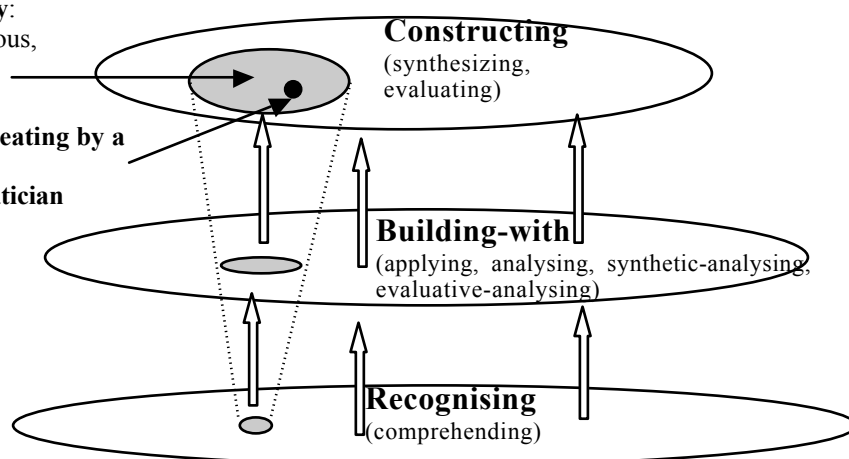 y:
ous,
eating by a
tician
Constructing
(synthesizing,
evaluating)
Building-with
(applying, analysing, synthetic-analysing,
evaluative-analysing)
Recognising
(comprehending)